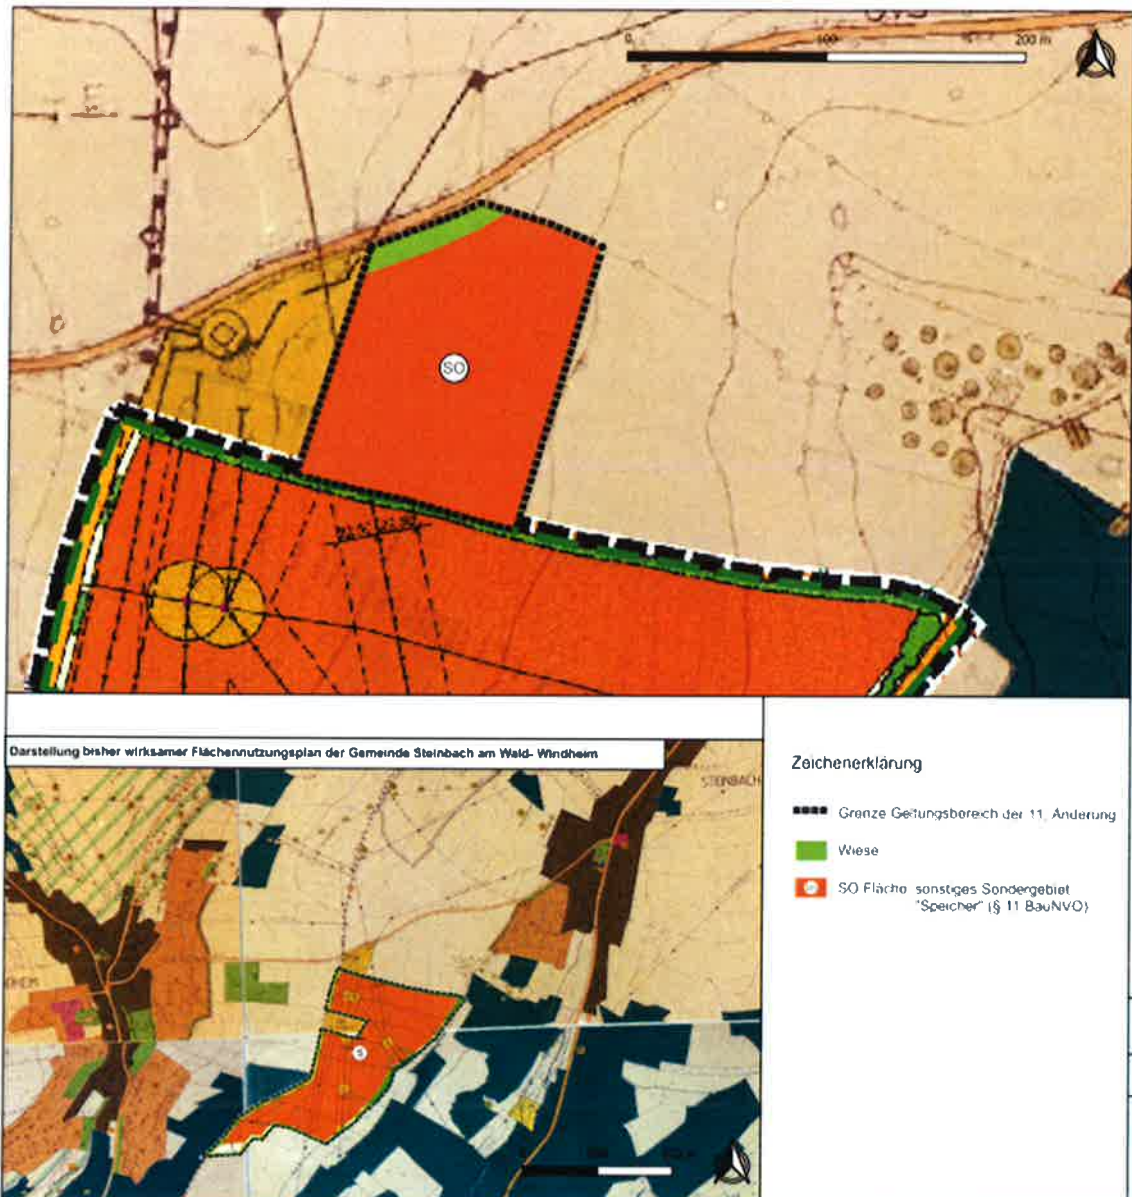 0 100 200 m
SO
Darstellung bisher wirksamer Flächennutzungsplan der Gemeinde Steinbach am Wald- Windheim
STEINBACH
Zeichenerklärung
Grenze Geltungsbereich der 11. Änderung
Wiese
SO Fläche sonstiges Sondergebiet
"Speicher" (§ 11 BauNVO)